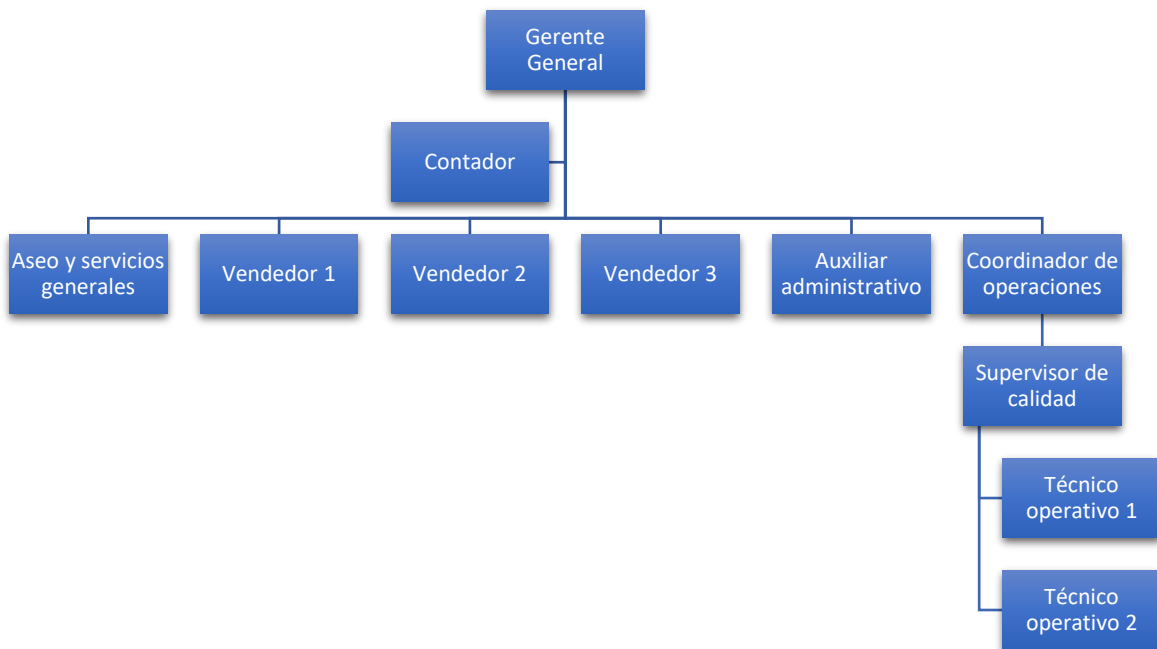 Gerente
General
Contador
Aseo y servicios
generales
Vendedor 1
Vendedor 2
Vendedor 3
Auxiliar
administrativo
Coordinador de
operaciones
Supervisor de
calidad
Técnico
operativo 1
Técnico
operativo 2